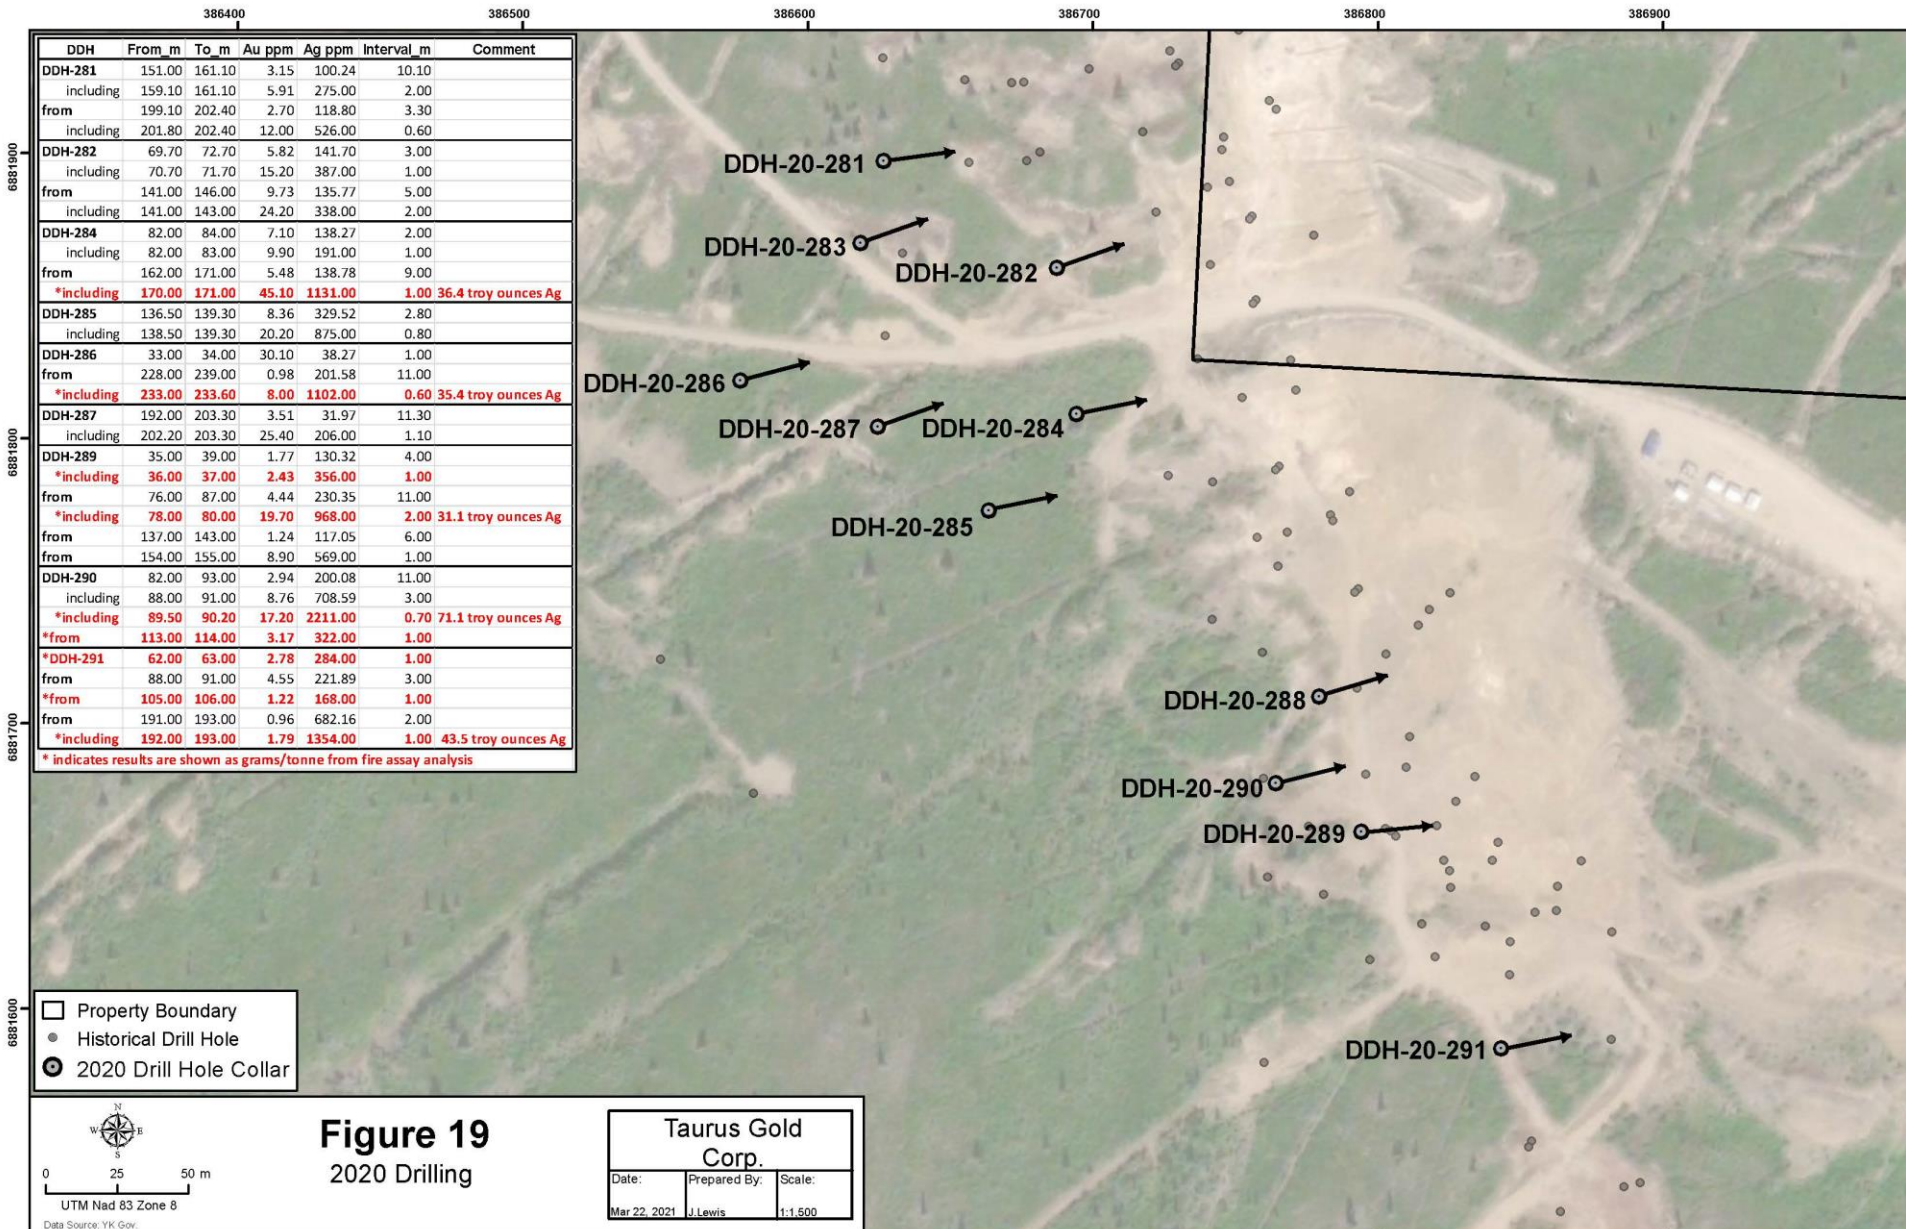 386400 386500 386600 386700 386800 386900
DDH From_m To_m Au ppm Ag ppm Interval_m Comment
DDH-281 151.00 161.10 3.15 100.24 10.10
including 159.10 161.10 5.91 275.00 2.00
from 199.10 202.40 2.70 118.80 3.30
including 201.80 202.40 12.00 526.00 0.60
DDH-282 69.70 72.70 5.82 141.70 3.00
including 70.70 71.70 15.20 387.00 1.00
from 141.00 146.00 9.73 135.77 5.00
including 141.00 143.00 24.20 338.00 2.00
DDH-284 82.00 84.00 7.10 138.27 2.00
including 82.00 83.00 9.90 191.00 1.00
from 162.00 171.00 5.48 138.78 9.00
*including 170.00 171.00 45.10 1131.00 1.00 36.4 troy ounces Ag
DDH-285 136.50 139.30 8.36 329.52 2.80
including 138.50 139.30 20.20 875.00 0.80
DDH-286 33.00 34.00 30.10 38.27 1.00
from 228.00 239.00 0.98 201.58 11.00
*including 233.00 233.60 8.00 1102.00 0.60 35.4 troy ounces Ag
DDH-287 192.00 203.30 3.51 31.97 11.30
including 202.20 203.30 25.40 206.00 1.10
DDH-289 35.00 39.00 1.77 130.32 4.00
*including 36.00 37.00 2.43 356.00 1.00
from 76.00 87.00 4.44 230.35 11.00
*including 78.00 80.00 19.70 968.00 2.00 31.1 troy ounces Ag
from 137.00 143.00 1.24 117.05 6.00
from 154.00 155.00 8.90 569.00 1.00
DDH-290 82.00 93.00 2.94 200.08 11.00
including 88.00 91.00 8.76 708.59 3.00
*including 89.50 90.20 17.20 2211.00 0.70 71.1 troy ounces Ag
*from 113.00 114.00 3.17 322.00 1.00
*DDH-291 62.00 63.00 2.78 284.00 1.00
from 88.00 91.00 4.55 221.89 3.00
*from 105.00 106.00 1.22 168.00 1.00
from 191.00 193.00 0.96 682.16 2.00
*including 192.00 193.00 1.79 1354.00 1.00 43.5 troy ounces Ag
* indicates results are shown as grams/tonne from fire assay analysis
6881900
6881800
6881700
6881600
DDH-20-281
DDH-20-283
DDH-20-282
DDH-20-286
DDH-20-287
DDH-20-284
DDH-20-285
DDH-20-288
DDH-20-290
DDH-20-289
DDH-20-291
Property Boundary
Historical Drill Hole
2020 Drill Hole Collar
N
W E
S
0 25 50 m
UTM Nad 83 Zone 8
Data Source: YK Gov.
Figure 19
2020 Drilling
Taurus Gold
Corp.
Date: Prepared By: Scale:
Mar 22, 2021 J.Lewis 1:1,500